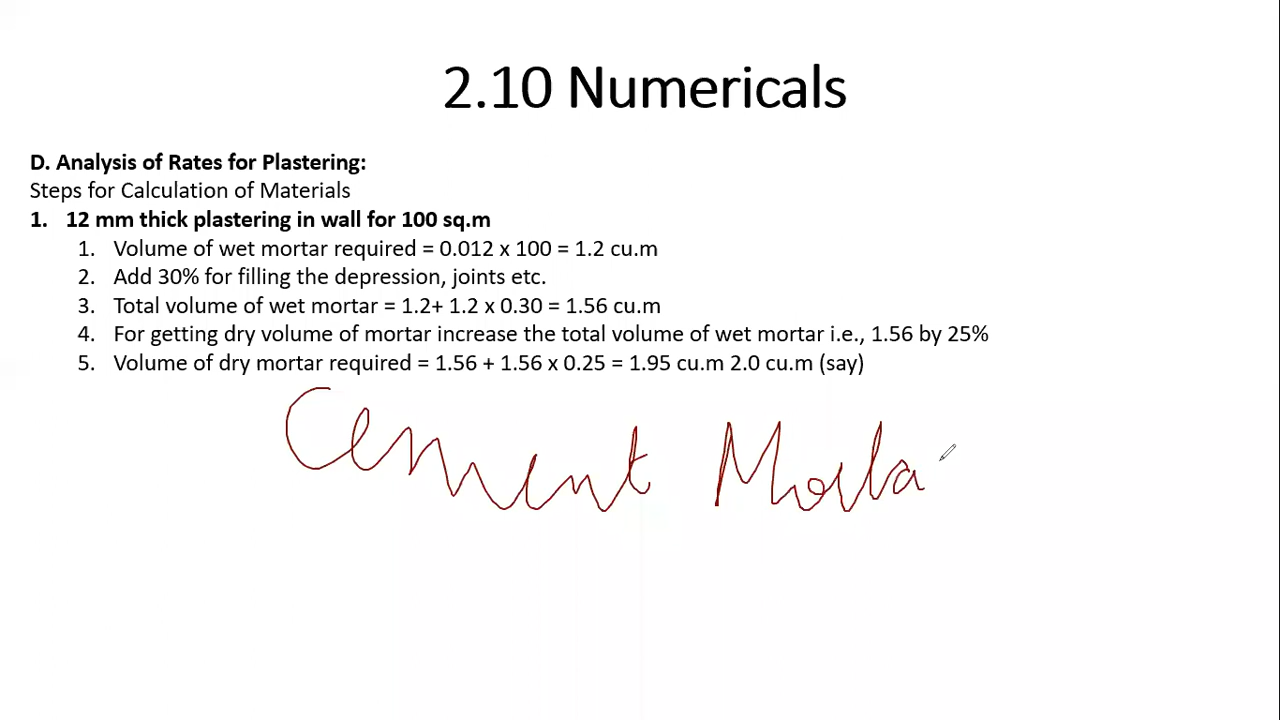 2.10 Numericals
D. Analysis of Rates for Plastering:
Steps for Calculation of Materials
1. 12 mm thick plastering in wall for 100 sq.m
1. Volume of wet mortar required = 0.012 x 100 = 1.2 cu.m
2. Add 30% for filling the depression, joints etc.
3. Total volume of wet mortar = 1.2+ 1.2 x 0.30 = 1.56 cu.m
4. For getting dry volume of mortar increase the total volume of wet mortar i.e., 1.56 by 25%
5. Volume of dry mortar required = 1.56 + 1.56 x 0.25 = 1.95 cu.m 2.0 cu.m (say)
Cement Morta